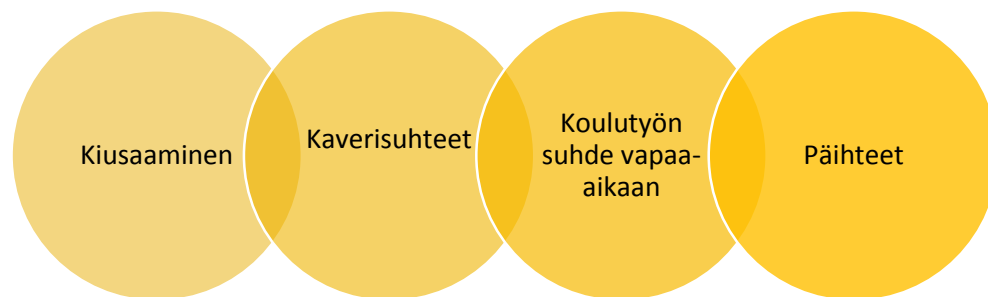 Kiusaaminen
Kaverisuhteet
Koulutyön
suhde vapaa-
aikaan
Päihteet